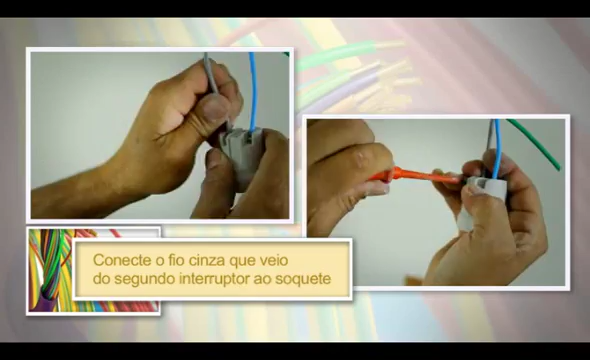 Conecte o fio cinza que veio
do segundo interruptor ao soquete